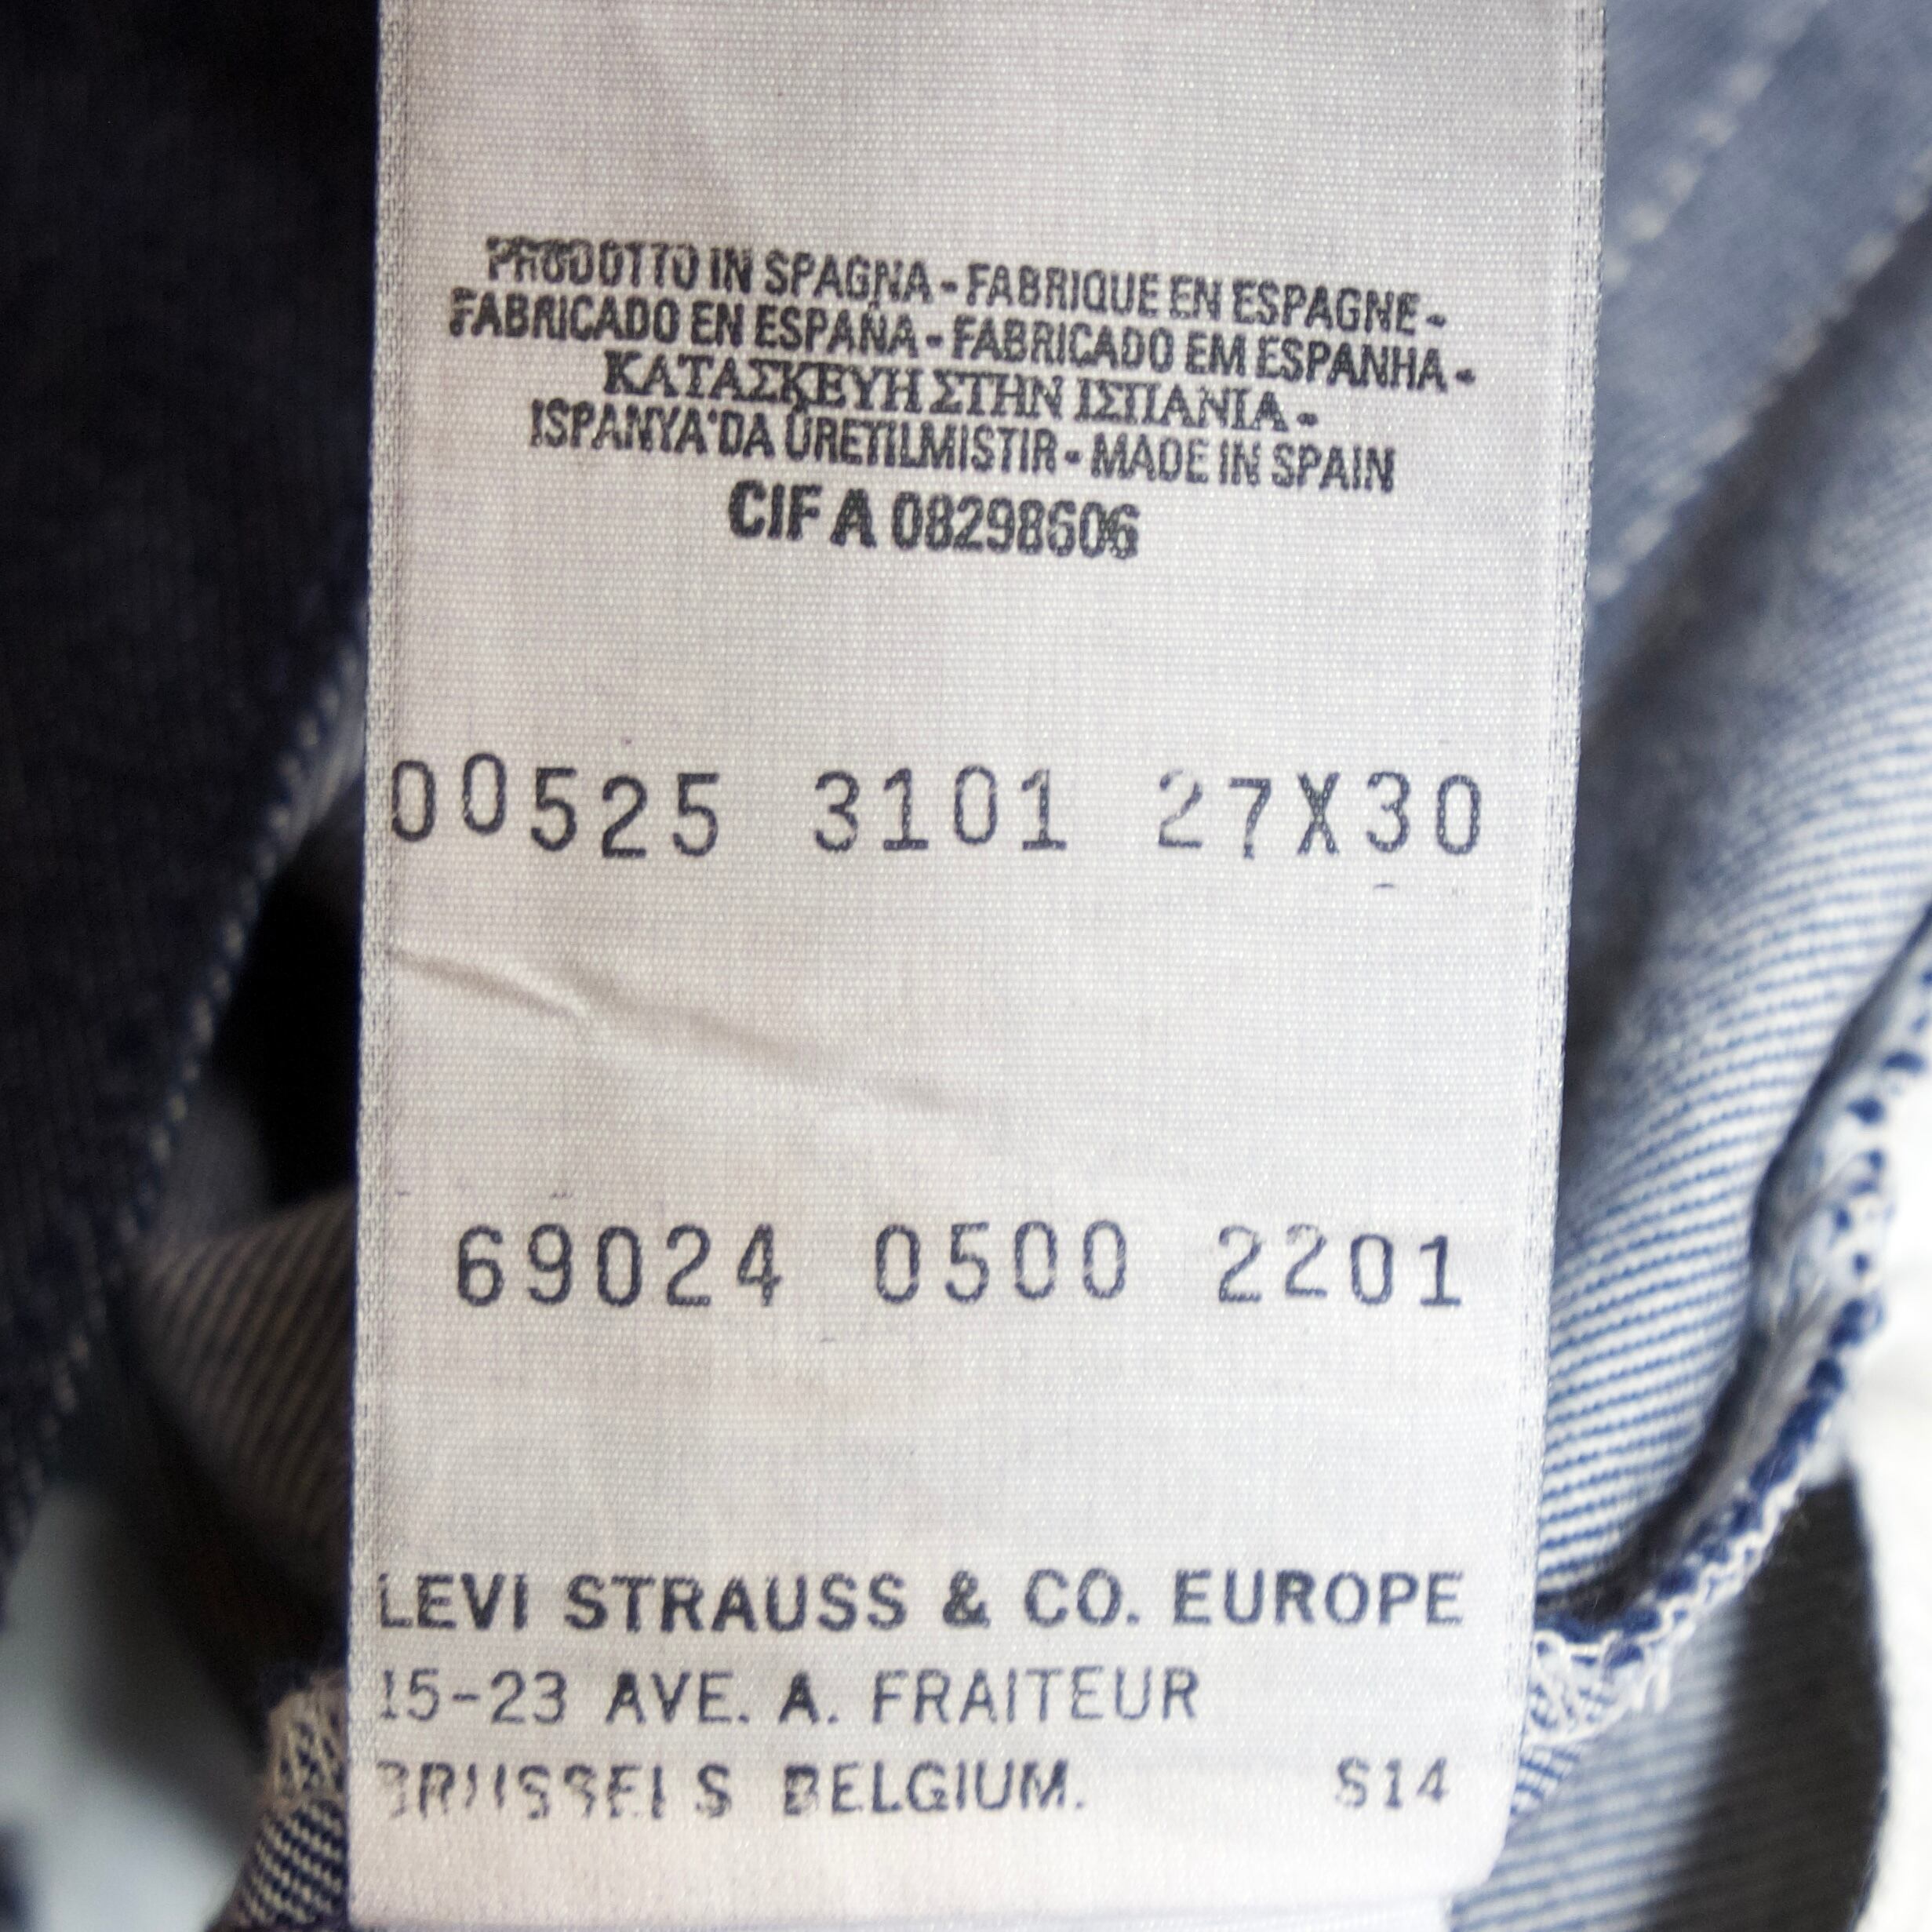 PRODOTTO IN SPAGNA - FABRIQUE EN ESPAGNE -
FABRICADO EN ESPAÑA - FABRICADO EM ESPANHA -
ΚΑΤΑΣΚΕΥΗ ΣΤΗΝ ΙΣΠΑΝΙΑ -
ISPANYA'DA ÜRETILMISTIR - MADE IN SPAIN
CIF A 08298606
00525 3101 27X30
69024 0500 2201
LEVI STRAUSS & CO. EUROPE
15-23 AVE. A. FRAITEUR
BRUSSELS BELGIUM. S14